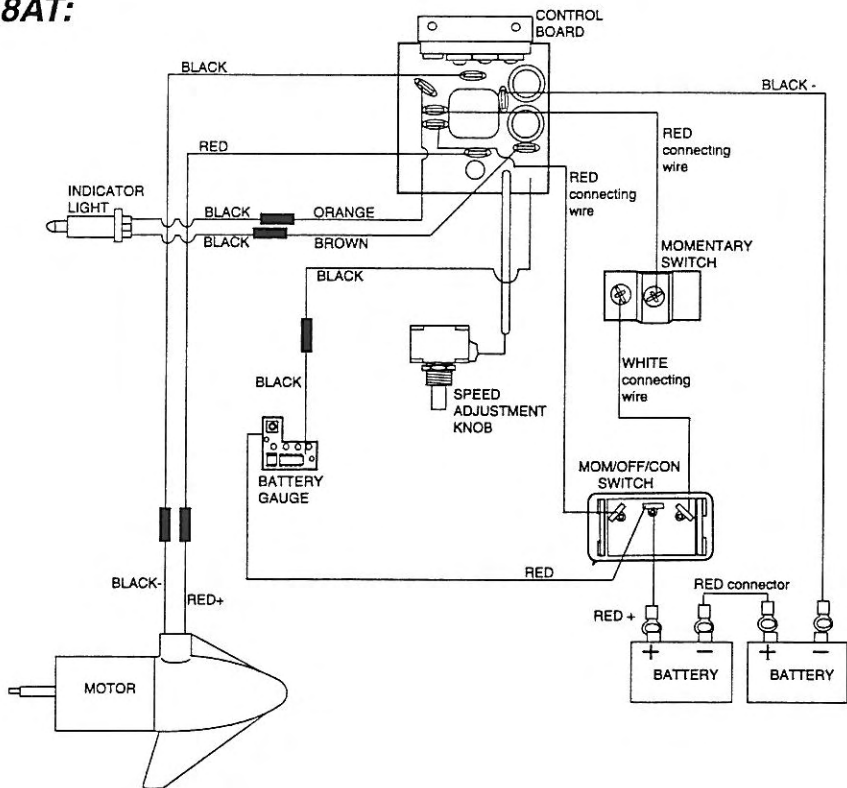 8AT:
CONTROL
BOARD
BLACK
BLACK -
RED
RED
connecting
wire
RED
connecting
wire
INDICATOR
LIGHT
BLACK
ORANGE
BLACK
BROWN
MOMENTARY
SWITCH
BLACK
WHITE
connecting
wire
BLACK
SPEED
ADJUSTMENT
KNOB
MOM/OFF/CON
SWITCH
BATTERY
GAUGE
RED
BLACK-
RED+
RED connector
RED +
+ −
+ −
MOTOR
BATTERY
BATTERY